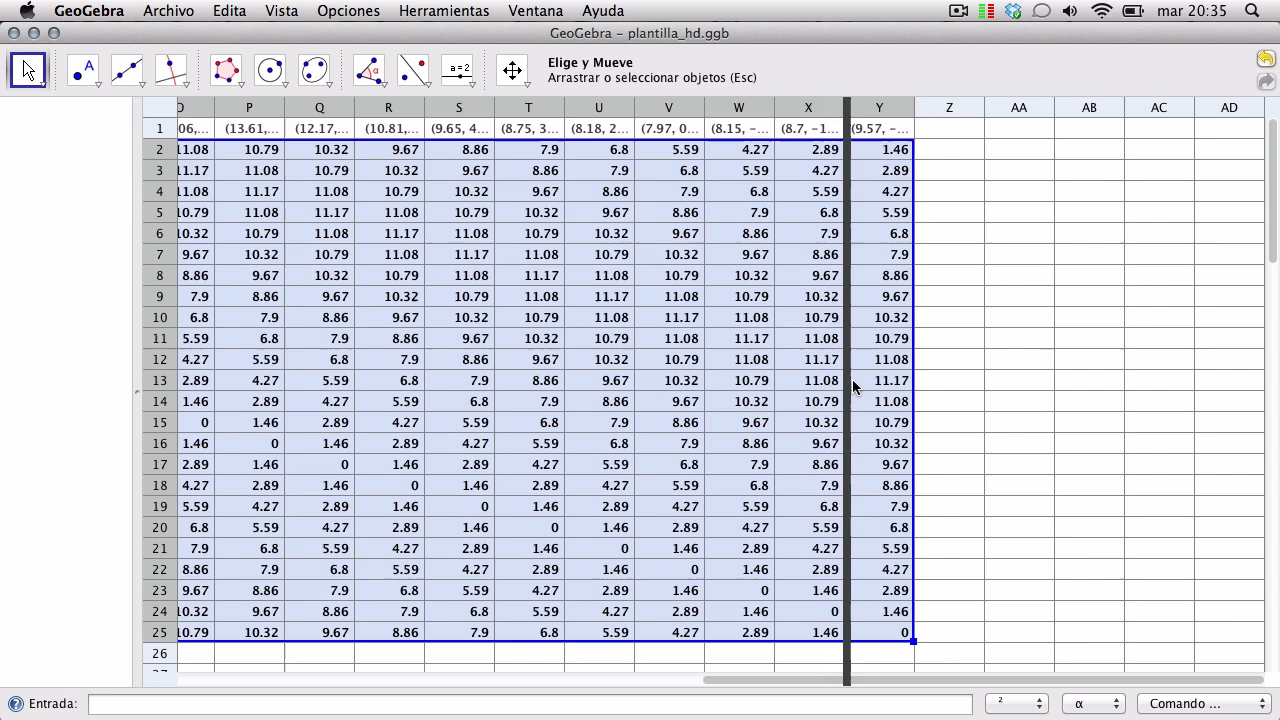 GeoGebra Archivo Edita Vista Opciones Herramientas Ventana Ayuda mar 20:35
GeoGebra – plantilla_hd.ggb
A α a=2 Elige y Mueve
Arrastrar o seleccionar objetos (Esc)
P Q R S T U V W X Y Z AA AB AC AD
1 06,... (13.61,... (12.17,... (10.81,... (9.65, 4... (8.75, 3... (8.18, 2... (7.97, 0... (8.15, –... (8.7, –1... (9.57, –...
2 11.08 10.79 10.32 9.67 8.86 7.9 6.8 5.59 4.27 2.89 1.46
3 11.17 11.08 10.79 10.32 9.67 8.86 7.9 6.8 5.59 4.27 2.89
4 11.08 11.17 11.08 10.79 10.32 9.67 8.86 7.9 6.8 5.59 4.27
5 10.79 11.08 11.17 11.08 10.79 10.32 9.67 8.86 7.9 6.8 5.59
6 10.32 10.79 11.08 11.17 11.08 10.79 10.32 9.67 8.86 7.9 6.8
7 9.67 10.32 10.79 11.08 11.17 11.08 10.79 10.32 9.67 8.86 7.9
8 8.86 9.67 10.32 10.79 11.08 11.17 11.08 10.79 10.32 9.67 8.86
9 7.9 8.86 9.67 10.32 10.79 11.08 11.17 11.08 10.79 10.32 9.67
10 6.8 7.9 8.86 9.67 10.32 10.79 11.08 11.17 11.08 10.79 10.32
11 5.59 6.8 7.9 8.86 9.67 10.32 10.79 11.08 11.17 11.08 10.79
12 4.27 5.59 6.8 7.9 8.86 9.67 10.32 10.79 11.08 11.17 11.08
13 2.89 4.27 5.59 6.8 7.9 8.86 9.67 10.32 10.79 11.08 11.17
14 1.46 2.89 4.27 5.59 6.8 7.9 8.86 9.67 10.32 10.79 11.08
15 0 1.46 2.89 4.27 5.59 6.8 7.9 8.86 9.67 10.32 10.79
16 1.46 0 1.46 2.89 4.27 5.59 6.8 7.9 8.86 9.67 10.32
17 2.89 1.46 0 1.46 2.89 4.27 5.59 6.8 7.9 8.86 9.67
18 4.27 2.89 1.46 0 1.46 2.89 4.27 5.59 6.8 7.9 8.86
19 5.59 4.27 2.89 1.46 0 1.46 2.89 4.27 5.59 6.8 7.9
20 6.8 5.59 4.27 2.89 1.46 0 1.46 2.89 4.27 5.59 6.8
21 7.9 6.8 5.59 4.27 2.89 1.46 0 1.46 2.89 4.27 5.59
22 8.86 7.9 6.8 5.59 4.27 2.89 1.46 0 1.46 2.89 4.27
23 9.67 8.86 7.9 6.8 5.59 4.27 2.89 1.46 0 1.46 2.89
24 10.32 9.67 8.86 7.9 6.8 5.59 4.27 2.89 1.46 0 1.46
25 10.79 10.32 9.67 8.86 7.9 6.8 5.59 4.27 2.89 1.46 0
26
Entrada: ² α Comando ...